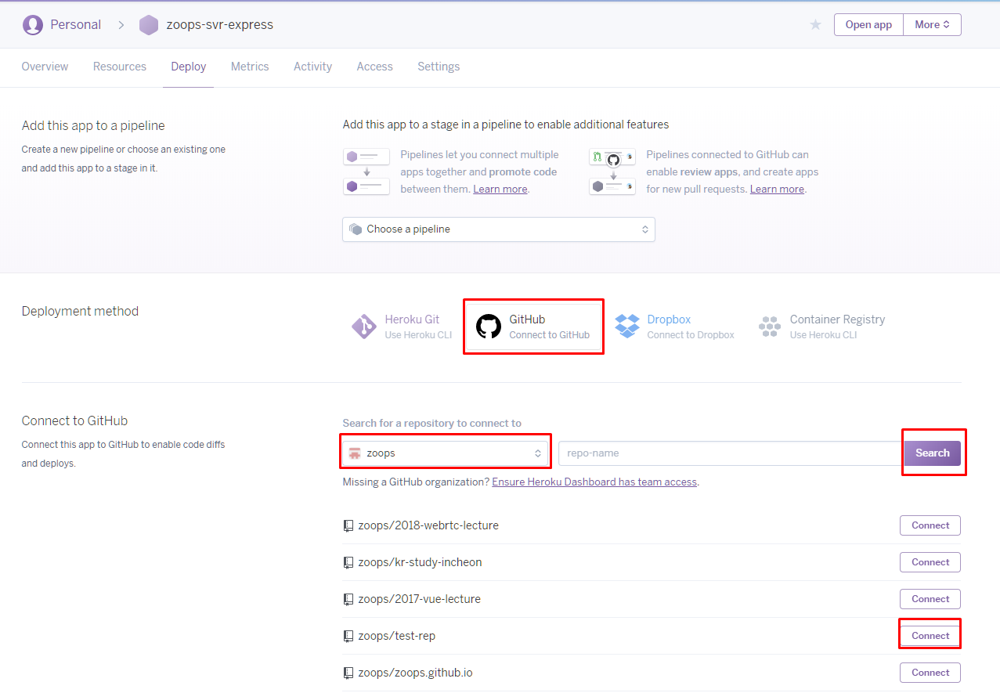 Personal
zoops-svr-express
Open app
More
Overview
Resources
Deploy
Metrics
Activity
Access
Settings
Add this app to a pipeline
Create a new pipeline or choose an existing one
and add this app to a stage in it.
Add this app to a stage in a pipeline to enable additional features
Pipelines let you connect multiple
apps together and promote code
between them. Learn more.
Pipelines connected to GitHub can
enable review apps, and create apps
for new pull requests. Learn more.
Choose a pipeline
Deployment method
Heroku Git
Use Heroku CLI
GitHub
Connect to GitHub
Dropbox
Connect to Dropbox
Container Registry
Use Heroku CLI
Connect to GitHub
Connect this app to GitHub to enable code diffs
and deploys.
Search for a repository to connect to
zoops
repo-name
Search
Missing a GitHub organization? Ensure Heroku Dashboard has team access.
zoops/2018-webrtc-lecture
Connect
zoops/kr-study-incheon
Connect
zoops/2017-vue-lecture
Connect
zoops/test-rep
Connect
zoops/zoops.github.io
Connect